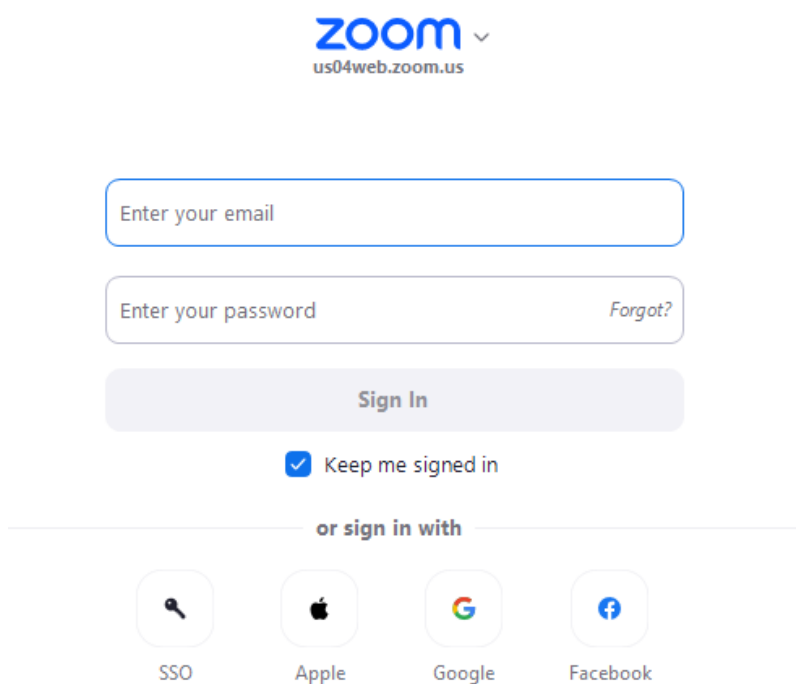 zoom
us04web.zoom.us
Enter your email
Enter your password Forgot?
Sign In
Keep me signed in
or sign in with
SSO Apple Google Facebook